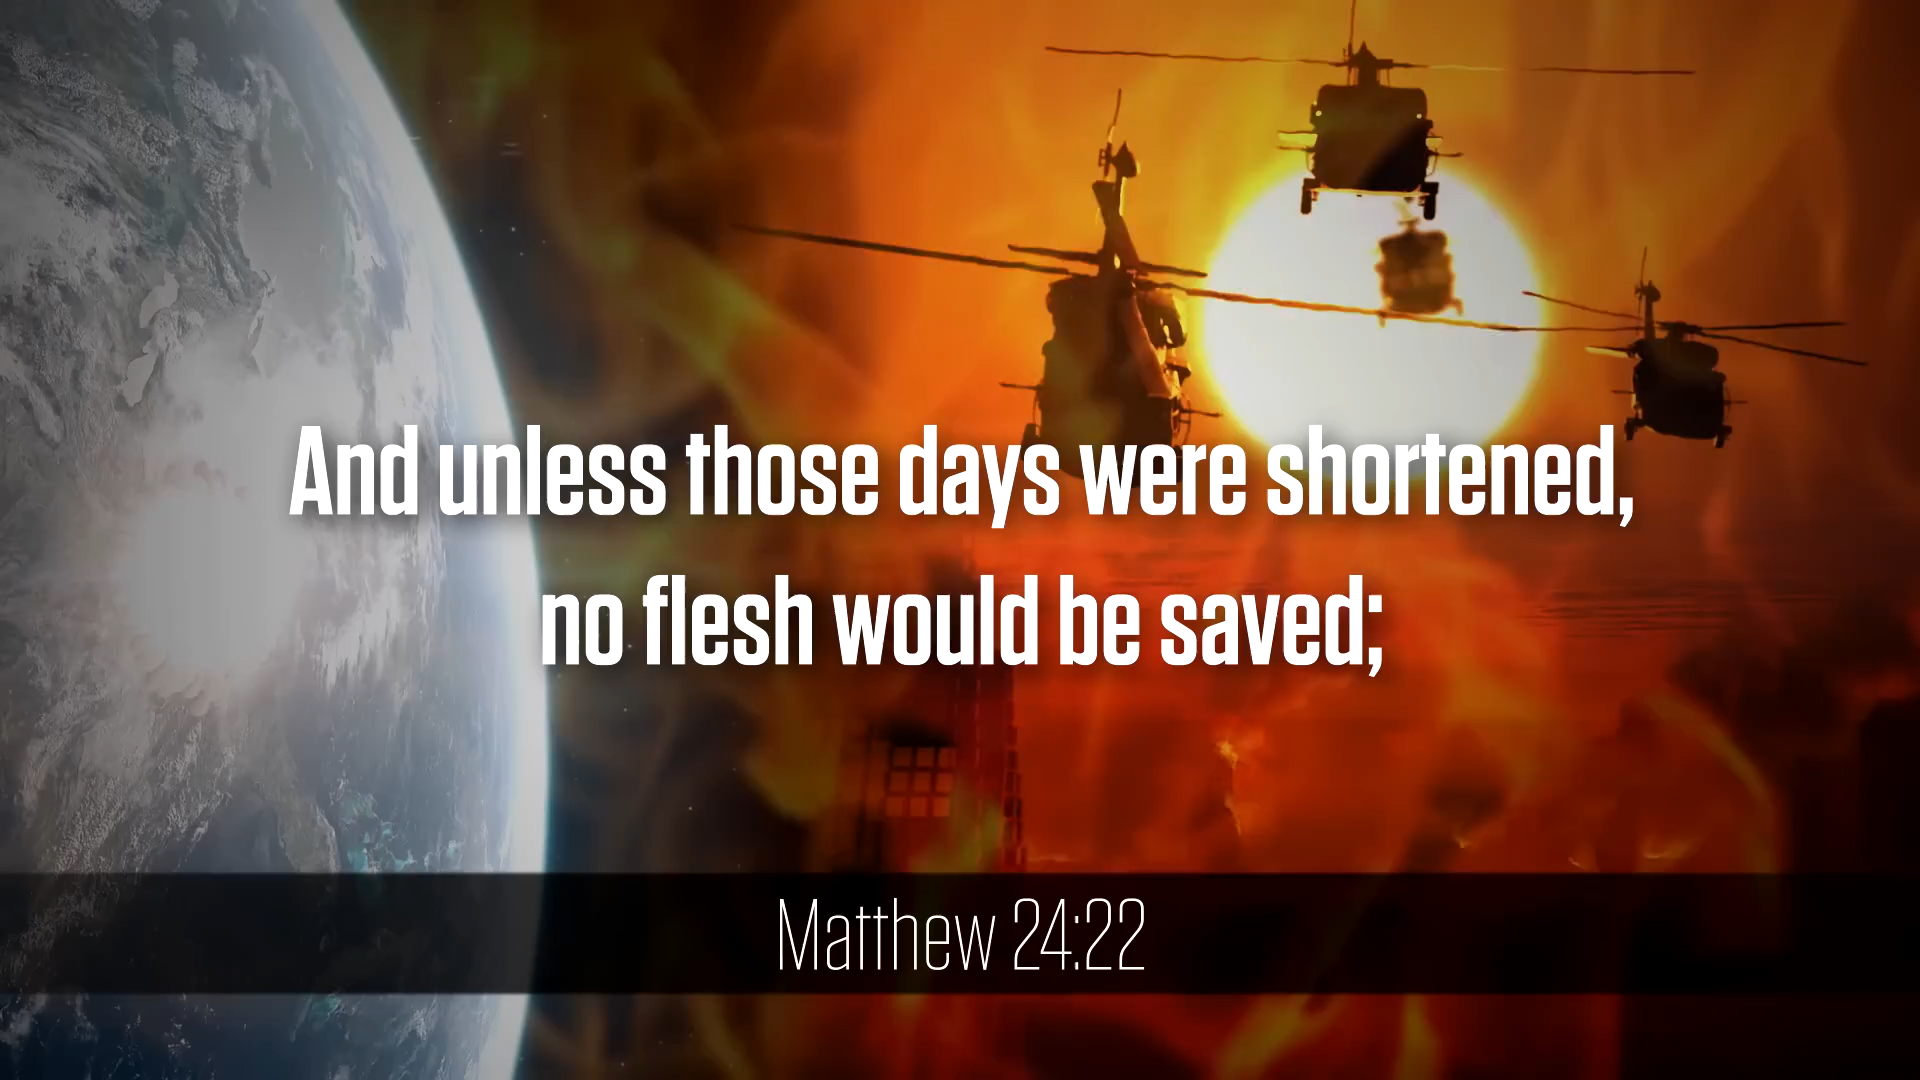 And unless those days were shortened,
no flesh would be saved;
Matthew 24:22